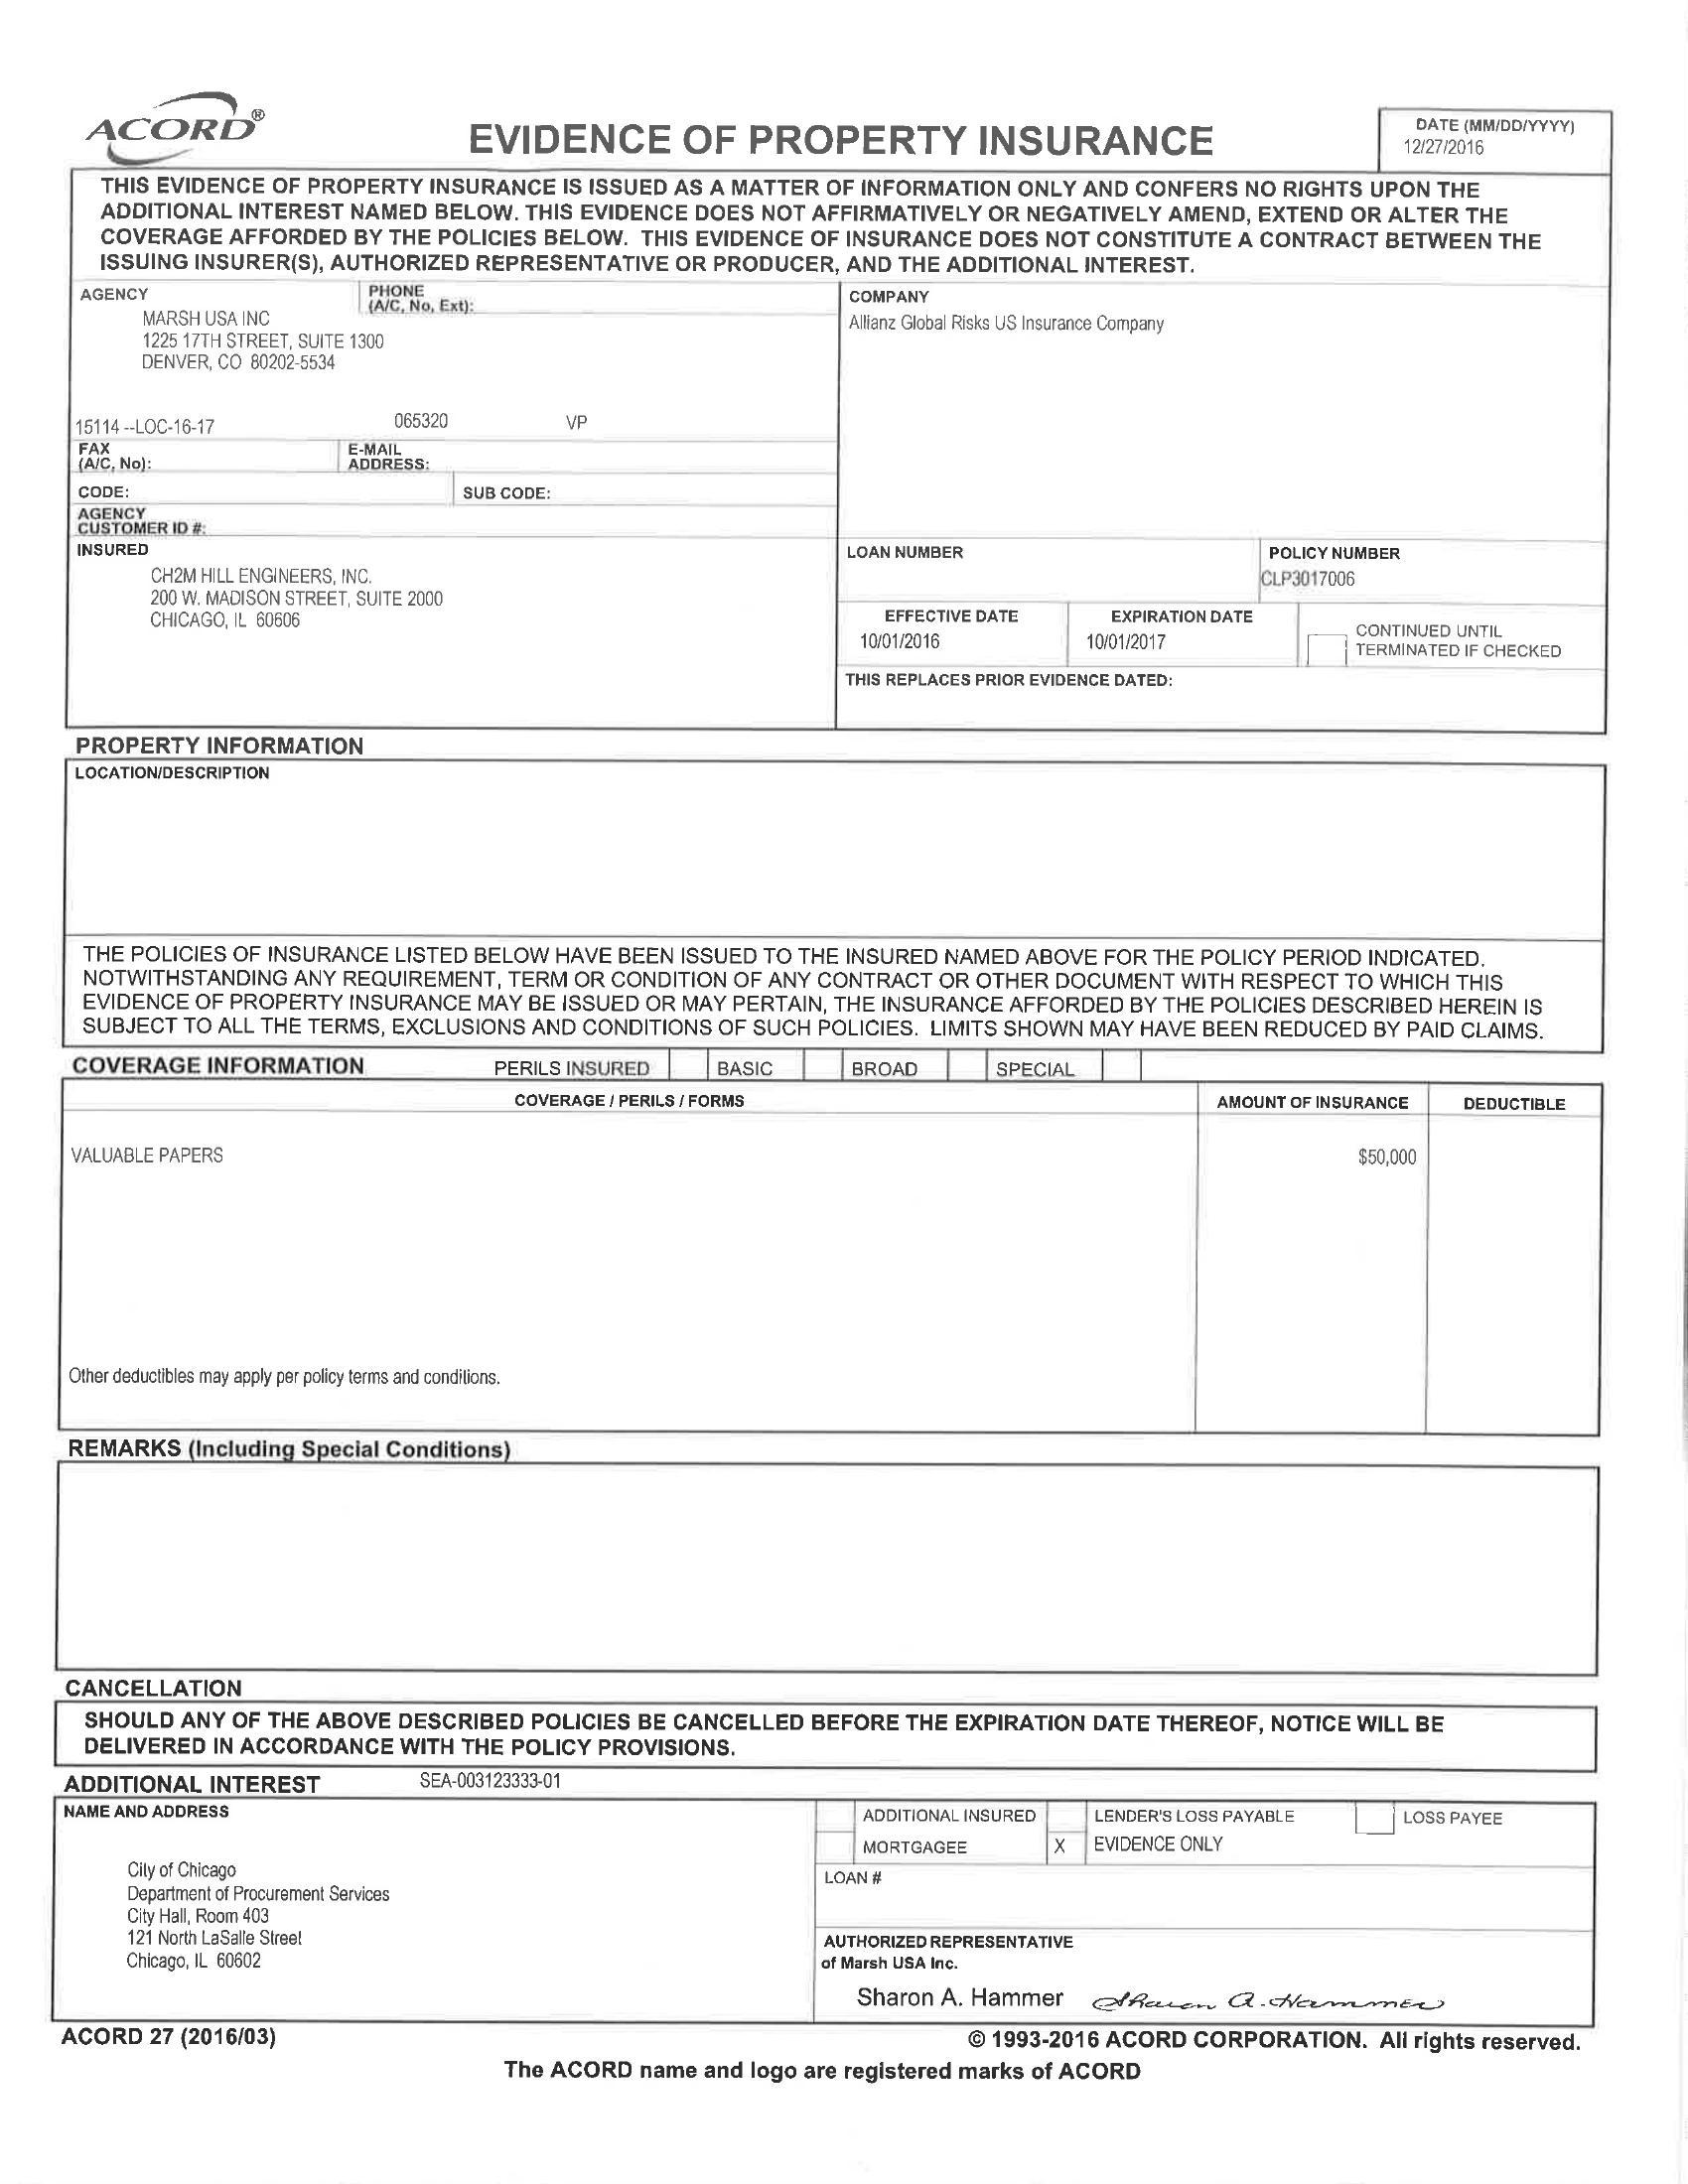 ACORD®
EVIDENCE OF PROPERTY INSURANCE
DATE (MM/DD/YYYY)
12/27/2016
THIS EVIDENCE OF PROPERTY INSURANCE IS ISSUED AS A MATTER OF INFORMATION ONLY AND CONFERS NO RIGHTS UPON THE
ADDITIONAL INTEREST NAMED BELOW. THIS EVIDENCE DOES NOT AFFIRMATIVELY OR NEGATIVELY AMEND, EXTEND OR ALTER THE
COVERAGE AFFORDED BY THE POLICIES BELOW. THIS EVIDENCE OF INSURANCE DOES NOT CONSTITUTE A CONTRACT BETWEEN THE
ISSUING INSURER(S), AUTHORIZED REPRESENTATIVE OR PRODUCER, AND THE ADDITIONAL INTEREST.
AGENCY
PHONE
(A/C, No, Ext):
MARSH USA INC
1225 17TH STREET, SUITE 1300
DENVER, CO 80202-5534
15114 --LOC-16-17 065320 VP
COMPANY
Allianz Global Risks US Insurance Company
FAX
(A/C, No):
E-MAIL
ADDRESS:
CODE: SUB CODE:
AGENCY
CUSTOMER ID #:
INSURED
CH2M HILL ENGINEERS, INC.
200 W. MADISON STREET, SUITE 2000
CHICAGO, IL 60606
LOAN NUMBER
POLICY NUMBER
CLP3017006
EFFECTIVE DATE
10/01/2016
EXPIRATION DATE
10/01/2017
CONTINUED UNTIL
TERMINATED IF CHECKED
THIS REPLACES PRIOR EVIDENCE DATED:
PROPERTY INFORMATION
LOCATION/DESCRIPTION
THE POLICIES OF INSURANCE LISTED BELOW HAVE BEEN ISSUED TO THE INSURED NAMED ABOVE FOR THE POLICY PERIOD INDICATED.
NOTWITHSTANDING ANY REQUIREMENT, TERM OR CONDITION OF ANY CONTRACT OR OTHER DOCUMENT WITH RESPECT TO WHICH THIS
EVIDENCE OF PROPERTY INSURANCE MAY BE ISSUED OR MAY PERTAIN, THE INSURANCE AFFORDED BY THE POLICIES DESCRIBED HEREIN IS
SUBJECT TO ALL THE TERMS, EXCLUSIONS AND CONDITIONS OF SUCH POLICIES. LIMITS SHOWN MAY HAVE BEEN REDUCED BY PAID CLAIMS.
COVERAGE INFORMATION PERILS INSURED BASIC BROAD SPECIAL
COVERAGE / PERILS / FORMS AMOUNT OF INSURANCE DEDUCTIBLE
VALUABLE PAPERS $50,000
Other deductibles may apply per policy terms and conditions.
REMARKS (Including Special Conditions)
CANCELLATION
SHOULD ANY OF THE ABOVE DESCRIBED POLICIES BE CANCELLED BEFORE THE EXPIRATION DATE THEREOF, NOTICE WILL BE
DELIVERED IN ACCORDANCE WITH THE POLICY PROVISIONS.
ADDITIONAL INTEREST SEA-003123333-01
NAME AND ADDRESS
City of Chicago
Department of Procurement Services
City Hall, Room 403
121 North LaSalle Street
Chicago, IL 60602
ADDITIONAL INSURED LENDER'S LOSS PAYABLE LOSS PAYEE
MORTGAGEE X EVIDENCE ONLY
LOAN #
AUTHORIZED REPRESENTATIVE
of Marsh USA Inc.
Sharon A. Hammer Sharon A. Hammer
ACORD 27 (2016/03)
© 1993-2016 ACORD CORPORATION. All rights reserved.
The ACORD name and logo are registered marks of ACORD